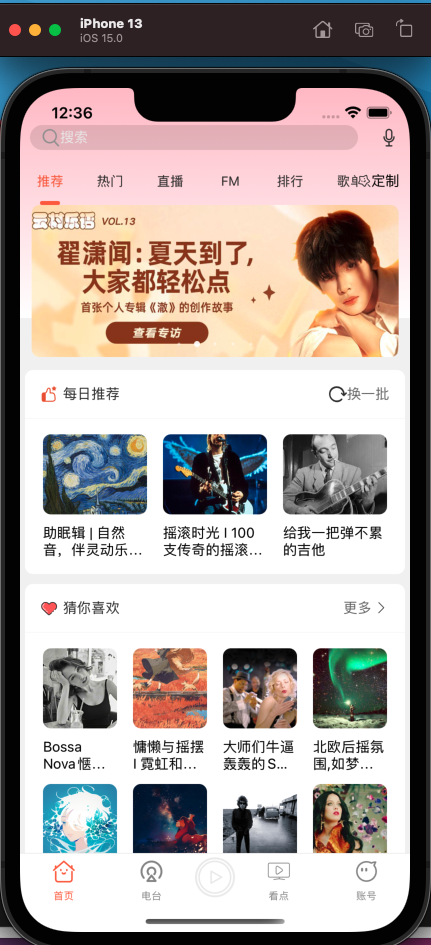 iPhone 13
iOS 15.0
12:36
搜索
推荐
热门
直播
FM
排行
歌单
定制
云村乐话 VOL.13
翟潇闻：夏天到了,
大家都轻松点
首张个人专辑《澈》的创作故事
查看专访
每日推荐
换一批
助眠辑 | 自然
音，伴灵动乐...
摇滚时光 I 100
支传奇的摇滚...
给我一把弹不累
的吉他
猜你喜欢
更多
Bossa
Nova惬...
慵懒与摇摆
I 霓虹和...
大师们牛逼
轰轰的S...
北欧后摇氛
围,如梦...
首页
电台
看点
账号